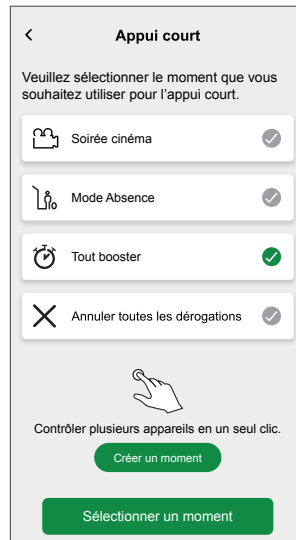 Appui court
Veuillez sélectionner le moment que vous
souhaitez utiliser pour l'appui court.
Soirée cinéma
Mode Absence
Tout booster
Annuler toutes les dérogations
Contrôler plusieurs appareils en un seul clic.
Créer un moment
Sélectionner un moment